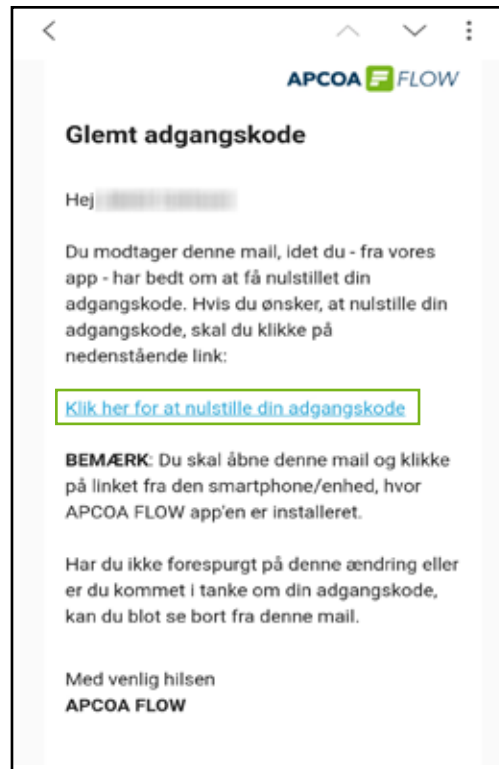 APCOA FLOW
Glemt adgangskode
Hej
Du modtager denne mail, idet du - fra vores
app - har bedt om at få nulstillet din
adgangskode. Hvis du ønsker, at nulstille din
adgangskode, skal du klikke på
nedenstående link:
Klik her for at nulstille din adgangskode
BEMÆRK: Du skal åbne denne mail og klikke
på linket fra den smartphone/enhed, hvor
APCOA FLOW app'en er installeret.
Har du ikke forespurgt på denne ændring eller
er du kommet i tanke om din adgangskode,
kan du blot se bort fra denne mail.
Med venlig hilsen
APCOA FLOW